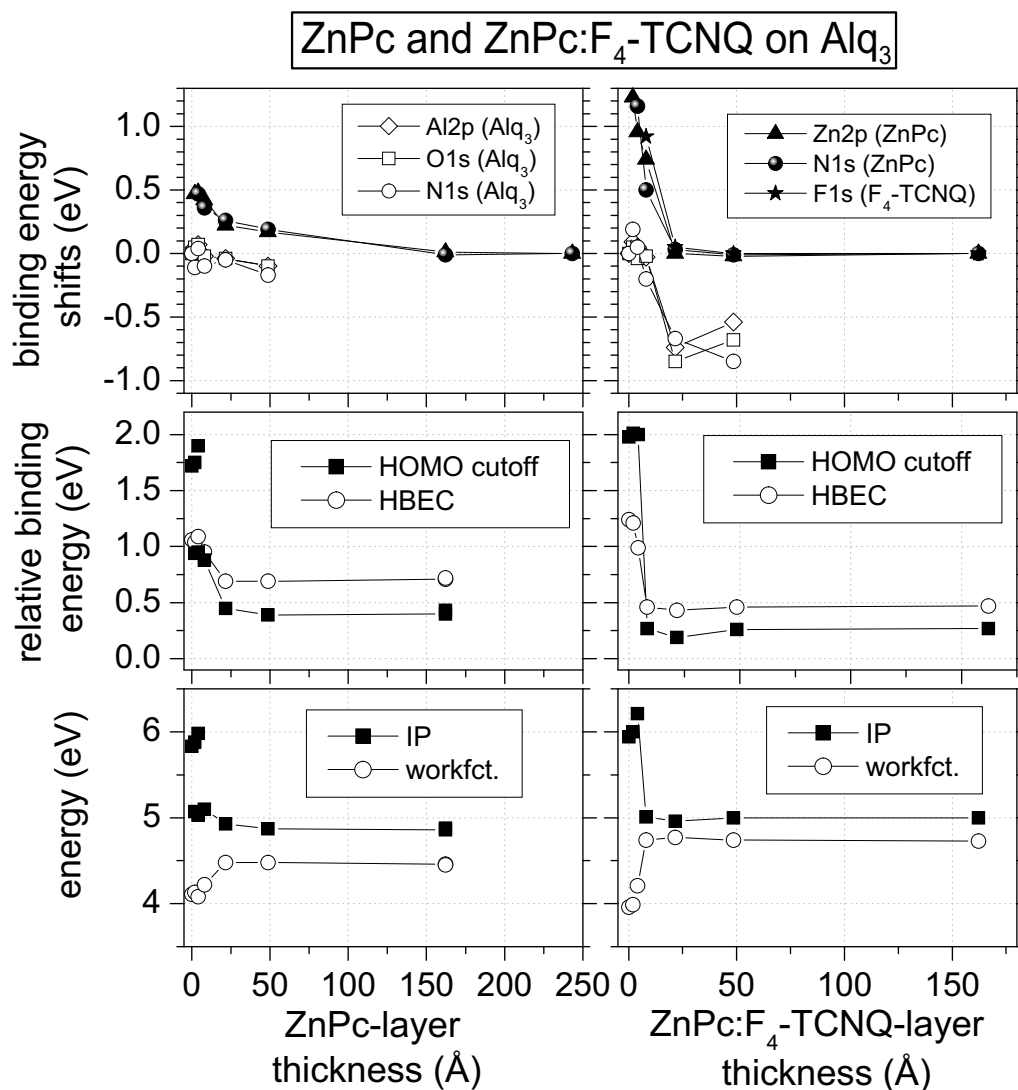 ZnPc and ZnPc:F₄-TCNQ on Alq₃
binding energy
shifts (eV)
1.0
0.5
0.0
-0.5
-1.0
Al2p (Alq₃)
O1s (Alq₃)
N1s (Alq₃)
Zn2p (ZnPc)
N1s (ZnPc)
F1s (F₄-TCNQ)
relative binding
energy (eV)
2.0
1.5
1.0
0.5
0.0
HOMO cutoff
HBEC
HOMO cutoff
HBEC
energy (eV)
6
5
4
IP
workfct.
IP
workfct.
0 50 100 150 200 250
0 50 100 150
ZnPc-layer
thickness (Å)
ZnPc:F₄-TCNQ-layer
thickness (Å)